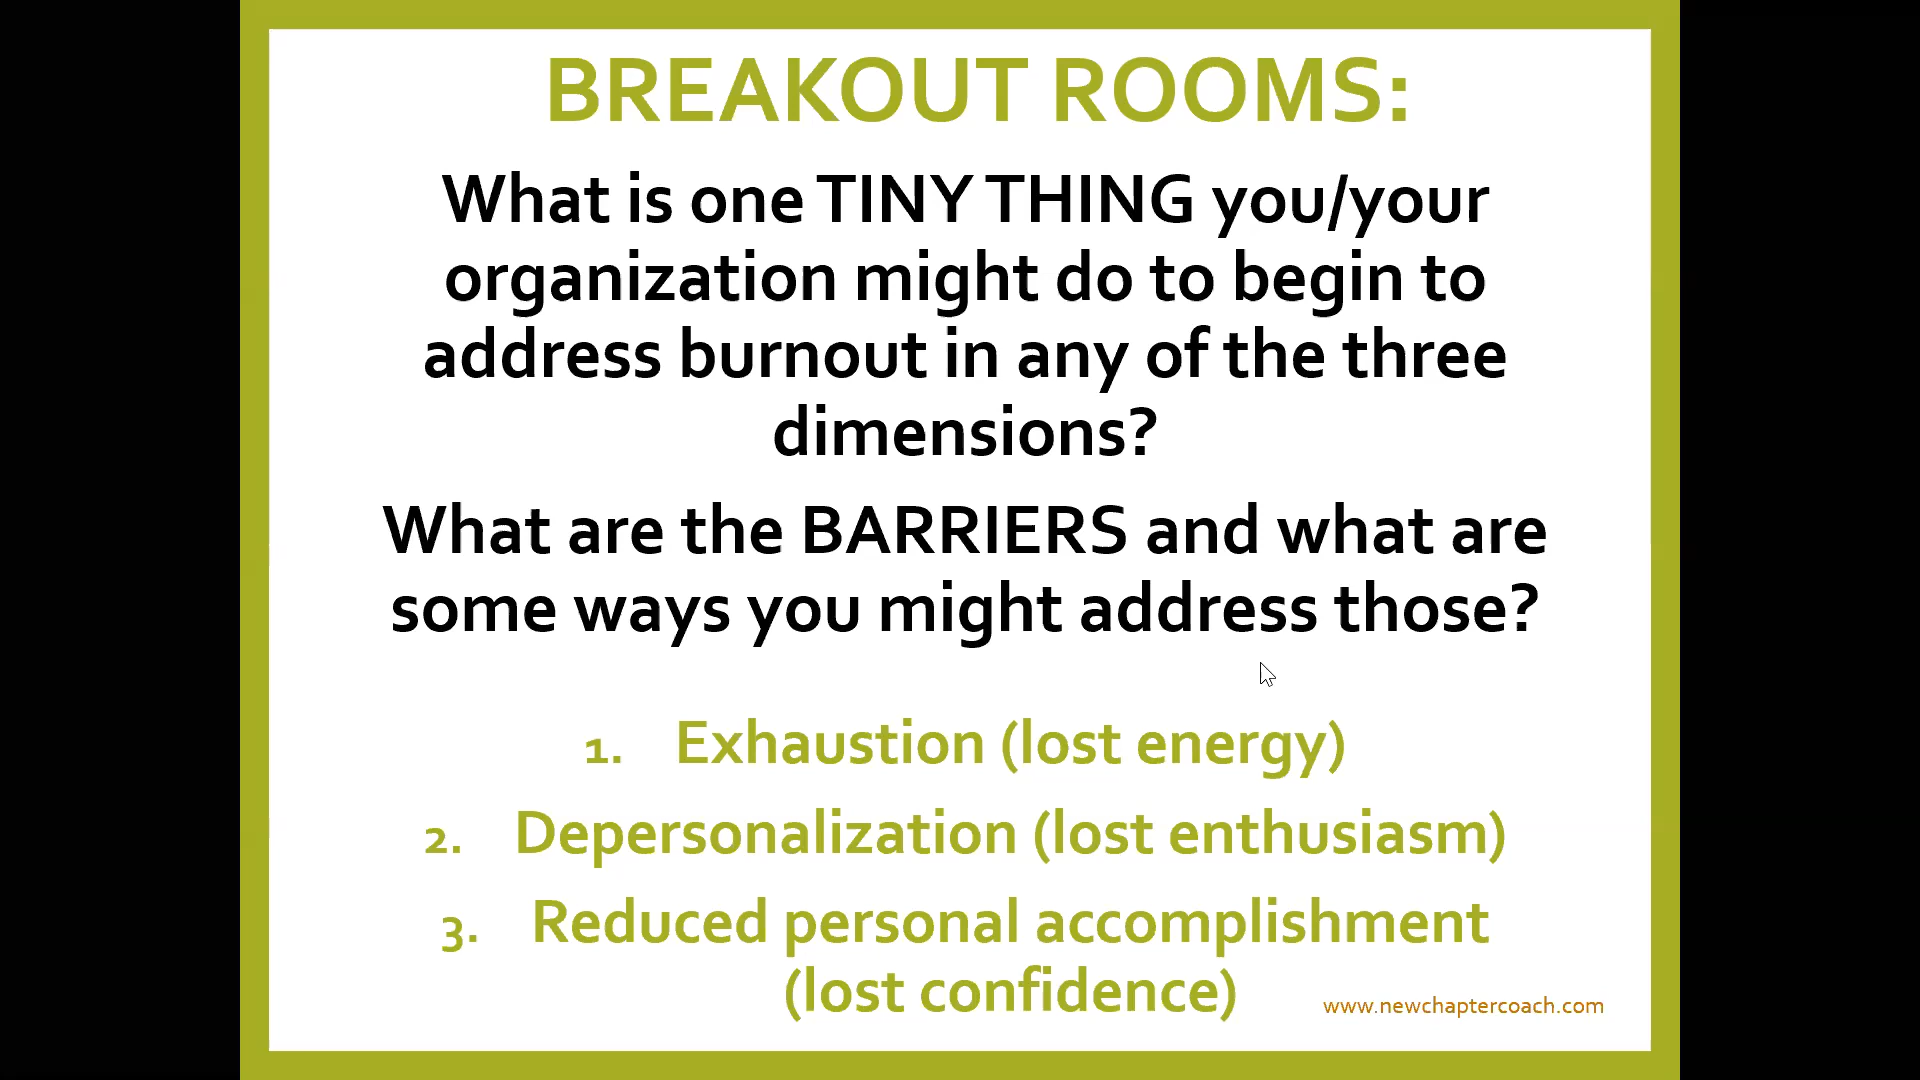 BREAKOUT ROOMS:
What is one TINY THING you/your
organization might do to begin to
address burnout in any of the three
dimensions?
What are the BARRIERS and what are
some ways you might address those?
1. Exhaustion (lost energy)
2. Depersonalization (lost enthusiasm)
3. Reduced personal accomplishment
(lost confidence)
www.newchaptercoach.com